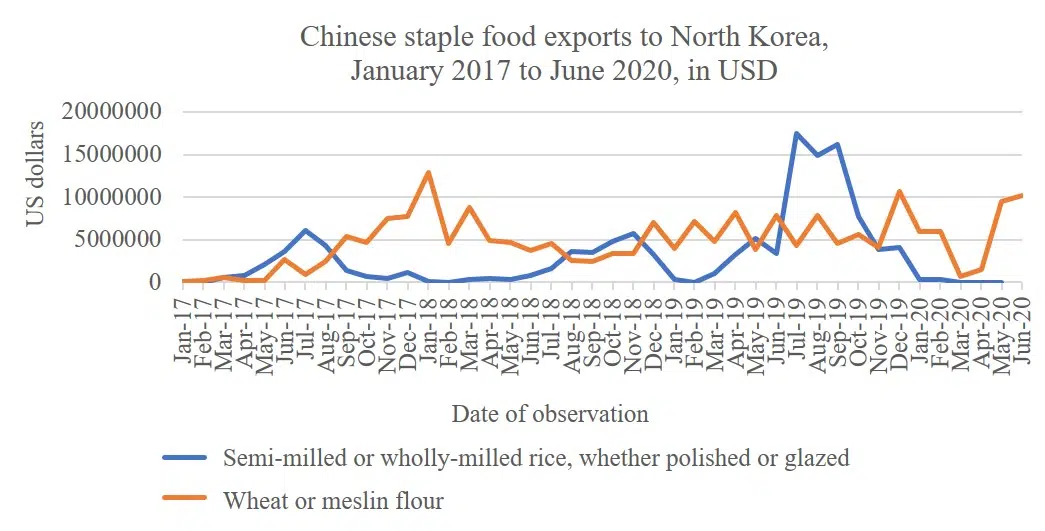 Chinese staple food exports to North Korea,
January 2017 to June 2020, in USD
US dollars
20000000
15000000
10000000
5000000
0
Jan-17
Feb-17
Mar-17
Apr-17
May-17
Jun-17
Jul-17
Aug-17
Sep-17
Oct-17
Nov-17
Dec-17
Jan-18
Feb-18
Mar-18
Apr-18
May-18
Jun-18
Jul-18
Aug-18
Sep-18
Oct-18
Nov-18
Dec-18
Jan-19
Feb-19
Mar-19
Apr-19
May-19
Jun-19
Jul-19
Aug-19
Sep-19
Oct-19
Nov-19
Dec-19
Jan-20
Feb-20
Mar-20
Apr-20
May-20
Jun-20
Date of observation
Semi-milled or wholly-milled rice, whether polished or glazed
Wheat or meslin flour